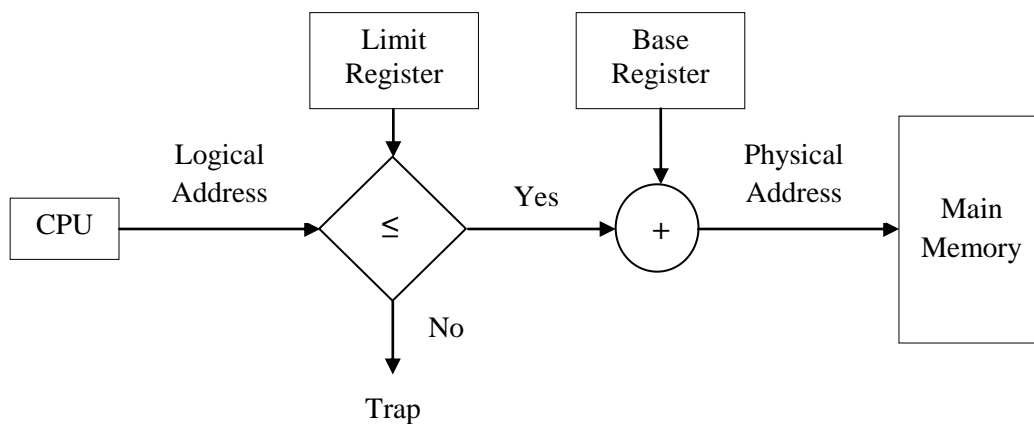 Limit
Register
Base
Register
Logical
Address
Physical
Address
CPU
≤
Yes
+
Main
Memory
No
Trap